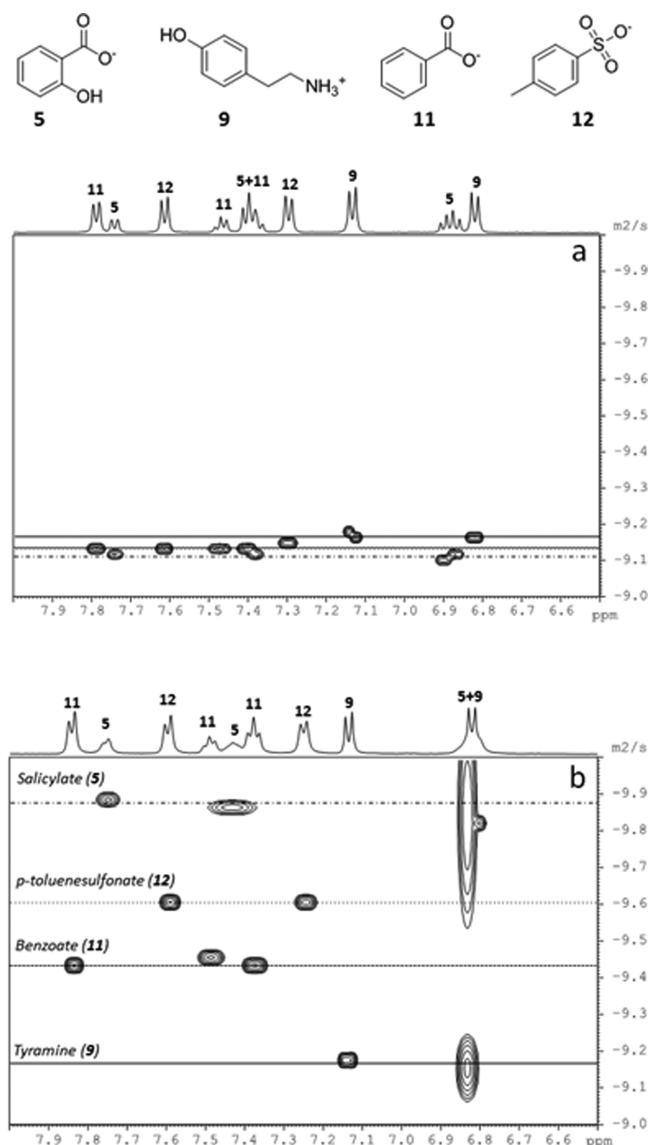 O
O-
OH
5
HO
NH3+
9
O
O-
11
O
S
O-
O
12
11 5 12 11 5+11 12 9 5 9
m2/s
a
-9.9
-9.8
-9.7
-9.6
-9.5
-9.4
-9.3
-9.2
-9.1
-9.0
7.9 7.8 7.7 7.6 7.5 7.4 7.3 7.2 7.1 7.0 6.9 6.8 6.7 6.6 ppm
11 5 12 11 5 11 12 9 5+9
m2/s
b
Salicylate (5)
p-toluenesulfonate (12)
Benzoate (11)
Tyramine (9)
-9.9
-9.8
-9.7
-9.6
-9.5
-9.4
-9.3
-9.2
-9.1
-9.0
7.9 7.8 7.7 7.6 7.5 7.4 7.3 7.2 7.1 7.0 6.9 6.8 6.7 6.6 ppm